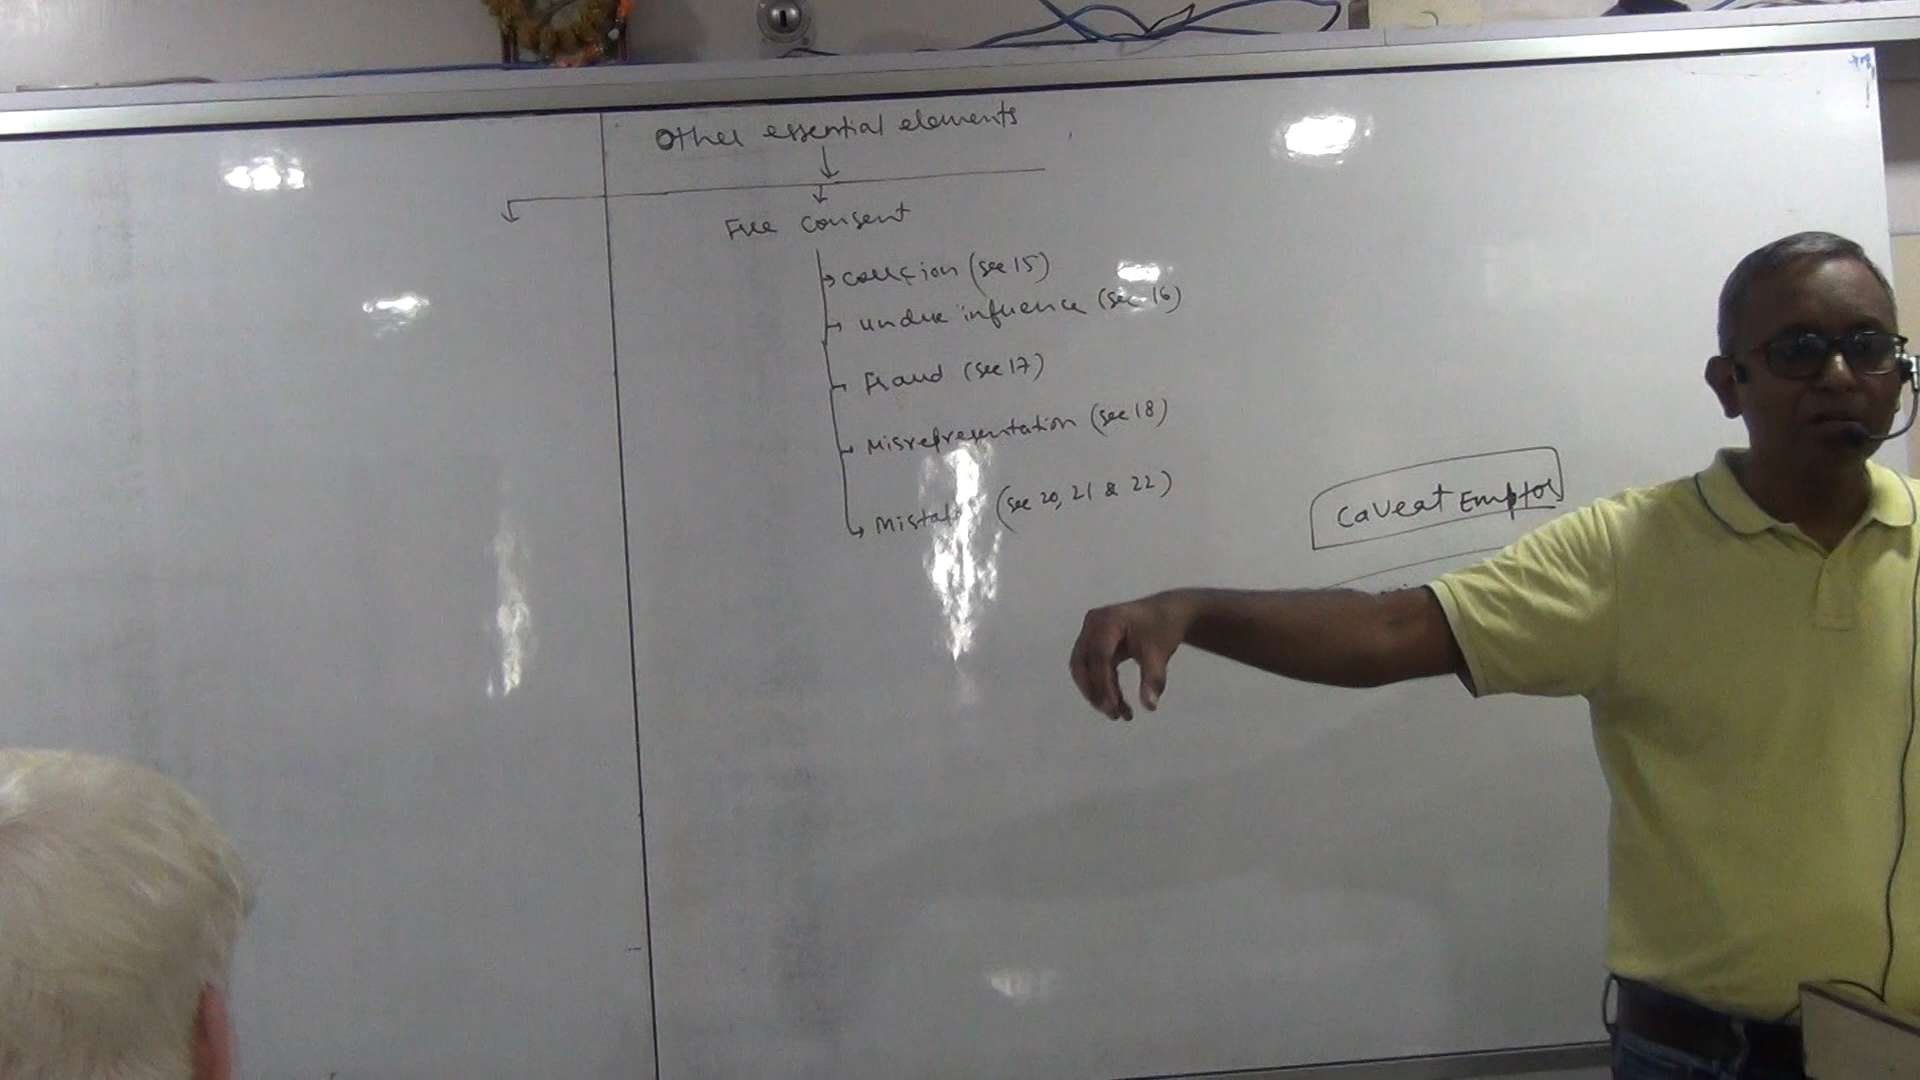 Other essential elements
Free consent
coercion (sec 15)
undue influence (sec 16)
Fraud (sec 17)
Misrepresentation (sec 18)
Mistake (sec 20, 21 & 22)
Caveat Emptor